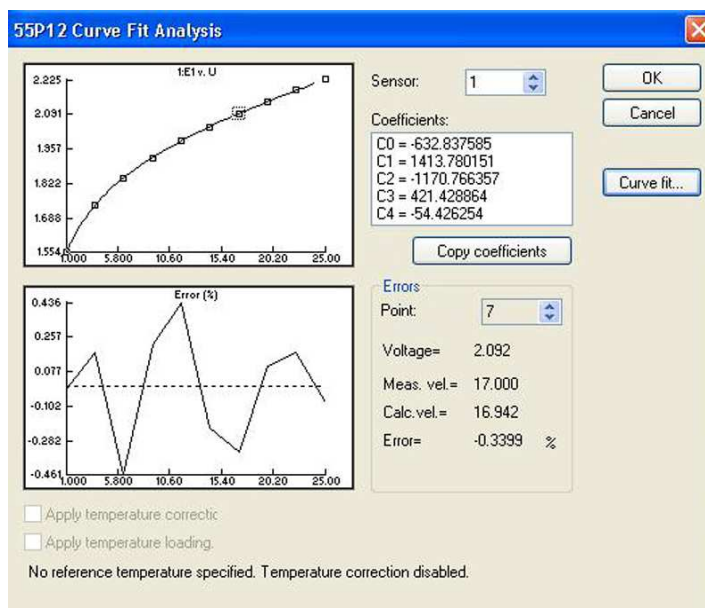 55P12 Curve Fit Analysis
1:E1 v. U
2.225
2.091
1.957
1.822
1.688
1.554
1.000 5.800 10.60 15.40 20.20 25.00
Sensor: 1
Coefficients:
C0 = -632.837585
C1 = 1413.780151
C2 = -1170.766357
C3 = 421.428864
C4 = -54.426254
Copy coefficients
OK
Cancel
Curve fit...
Error (%)
0.436
0.257
0.077
-0.102
-0.282
-0.461
1.000 5.800 10.60 15.40 20.20 25.00
Errors
Point: 7
Voltage= 2.092
Meas. vel.= 17.000
Calc.vel.= 16.942
Error= -0.3399 %
Apply temperature correctic
Apply temperature loading.
No reference temperature specified. Temperature correction disabled.